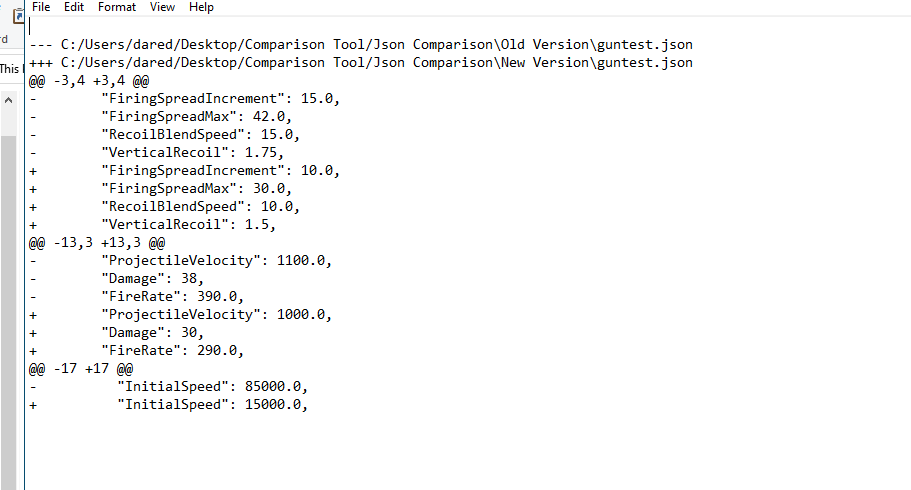 File Edit Format View Help
--- C:/Users/dared/Desktop/Comparison Tool/Json Comparison\Old Version\guntest.json
+++ C:/Users/dared/Desktop/Comparison Tool/Json Comparison\New Version\guntest.json
@@ -3,4 +3,4 @@
-        "FiringSpreadIncrement": 15.0,
-        "FiringSpreadMax": 42.0,
-        "RecoilBlendSpeed": 15.0,
-        "VerticalRecoil": 1.75,
+        "FiringSpreadIncrement": 10.0,
+        "FiringSpreadMax": 30.0,
+        "RecoilBlendSpeed": 10.0,
+        "VerticalRecoil": 1.5,
@@ -13,3 +13,3 @@
-        "ProjectileVelocity": 1100.0,
-        "Damage": 38,
-        "FireRate": 390.0,
+        "ProjectileVelocity": 1000.0,
+        "Damage": 30,
+        "FireRate": 290.0,
@@ -17 +17 @@
-          "InitialSpeed": 85000.0,
+          "InitialSpeed": 15000.0,
rd
This